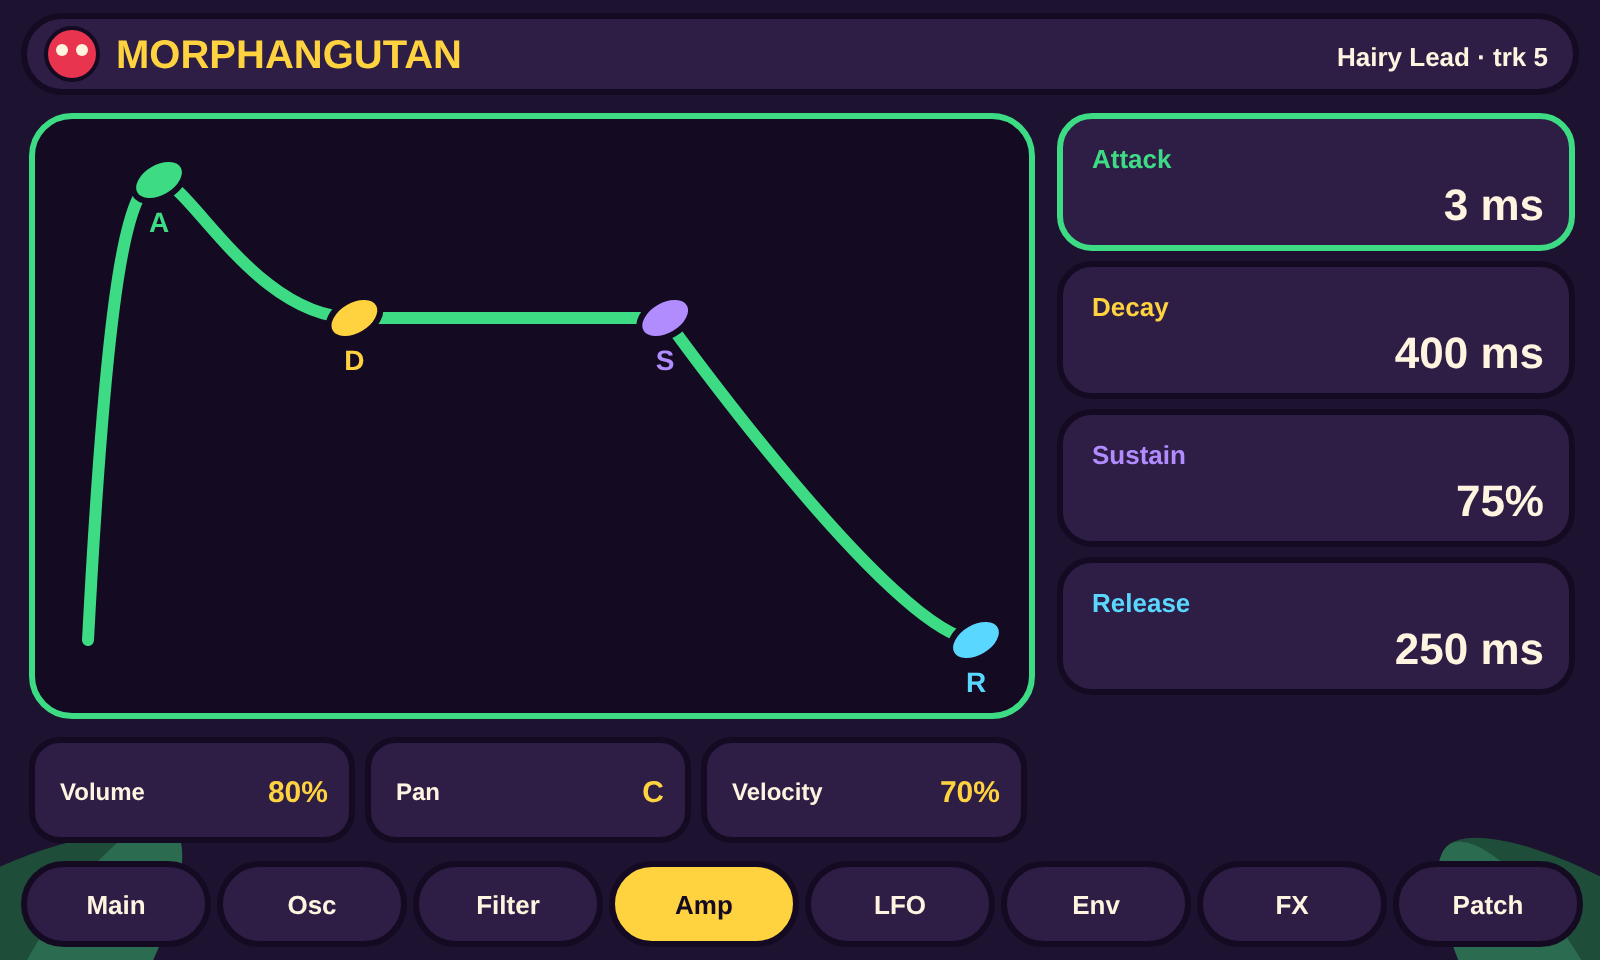 MORPHANGUTAN
Hairy Lead · trk 5
A
D
S
R
Attack
3 ms
Decay
400 ms
Sustain
75%
Release
250 ms
Volume 80%
Pan C
Velocity 70%
Main
Osc
Filter
Amp
LFO
Env
FX
Patch